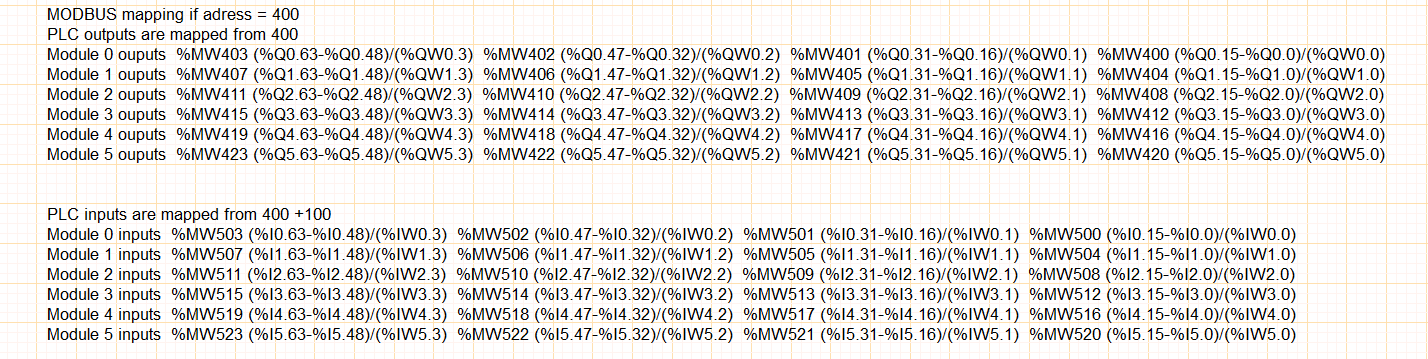 MODBUS mapping if adress = 400
PLC outputs are mapped from 400
Module 0 ouputs %MW403 (%Q0.63-%Q0.48)/(%QW0.3) %MW402 (%Q0.47-%Q0.32)/(%QW0.2) %MW401 (%Q0.31-%Q0.16)/(%QW0.1) %MW400 (%Q0.15-%Q0.0)/(%QW0.0)
Module 1 ouputs %MW407 (%Q1.63-%Q1.48)/(%QW1.3) %MW406 (%Q1.47-%Q1.32)/(%QW1.2) %MW405 (%Q1.31-%Q1.16)/(%QW1.1) %MW404 (%Q1.15-%Q1.0)/(%QW1.0)
Module 2 ouputs %MW411 (%Q2.63-%Q2.48)/(%QW2.3) %MW410 (%Q2.47-%Q2.32)/(%QW2.2) %MW409 (%Q2.31-%Q2.16)/(%QW2.1) %MW408 (%Q2.15-%Q2.0)/(%QW2.0)
Module 3 ouputs %MW415 (%Q3.63-%Q3.48)/(%QW3.3) %MW414 (%Q3.47-%Q3.32)/(%QW3.2) %MW413 (%Q3.31-%Q3.16)/(%QW3.1) %MW412 (%Q3.15-%Q3.0)/(%QW3.0)
Module 4 ouputs %MW419 (%Q4.63-%Q4.48)/(%QW4.3) %MW418 (%Q4.47-%Q4.32)/(%QW4.2) %MW417 (%Q4.31-%Q4.16)/(%QW4.1) %MW416 (%Q4.15-%Q4.0)/(%QW4.0)
Module 5 ouputs %MW423 (%Q5.63-%Q5.48)/(%QW5.3) %MW422 (%Q5.47-%Q5.32)/(%QW5.2) %MW421 (%Q5.31-%Q5.16)/(%QW5.1) %MW420 (%Q5.15-%Q5.0)/(%QW5.0)
PLC inputs are mapped from 400 +100
Module 0 inputs %MW503 (%I0.63-%I0.48)/(%IW0.3) %MW502 (%I0.47-%I0.32)/(%IW0.2) %MW501 (%I0.31-%I0.16)/(%IW0.1) %MW500 (%I0.15-%I0.0)/(%IW0.0)
Module 1 inputs %MW507 (%I1.63-%I1.48)/(%IW1.3) %MW506 (%I1.47-%I1.32)/(%IW1.2) %MW505 (%I1.31-%I1.16)/(%IW1.1) %MW504 (%I1.15-%I1.0)/(%IW1.0)
Module 2 inputs %MW511 (%I2.63-%I2.48)/(%IW2.3) %MW510 (%I2.47-%I2.32)/(%IW2.2) %MW509 (%I2.31-%I2.16)/(%IW2.1) %MW508 (%I2.15-%I2.0)/(%IW2.0)
Module 3 inputs %MW515 (%I3.63-%I3.48)/(%IW3.3) %MW514 (%I3.47-%I3.32)/(%IW3.2) %MW513 (%I3.31-%I3.16)/(%IW3.1) %MW512 (%I3.15-%I3.0)/(%IW3.0)
Module 4 inputs %MW519 (%I4.63-%I4.48)/(%IW4.3) %MW518 (%I4.47-%I4.32)/(%IW4.2) %MW517 (%I4.31-%I4.16)/(%IW4.1) %MW516 (%I4.15-%I4.0)/(%IW4.0)
Module 5 inputs %MW523 (%I5.63-%I5.48)/(%IW5.3) %MW522 (%I5.47-%I5.32)/(%IW5.2) %MW521 (%I5.31-%I5.16)/(%IW5.1) %MW520 (%I5.15-%I5.0)/(%IW5.0)